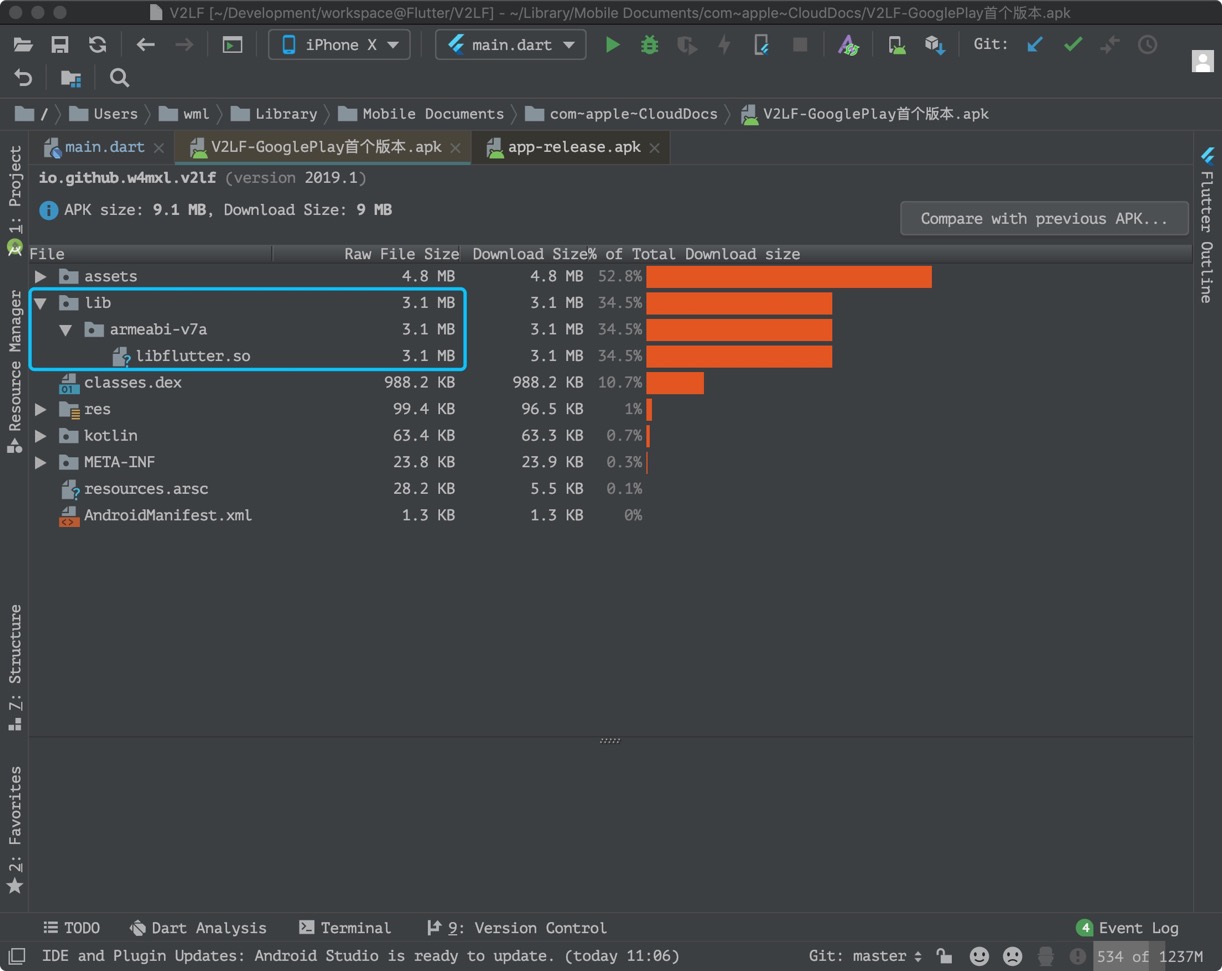 V2LF [~/Development/workspace@Flutter/V2LF] - ~/Library/Mobile Documents/com~apple~CloudDocs/V2LF-GooglePlay首个版本.apk
iPhone X main.dart Git:
/ Users wml Library Mobile Documents com~apple~CloudDocs V2LF-GooglePlay首个版本.apk
main.dart V2LF-GooglePlay首个版本.apk app-release.apk
io.github.w4mxl.v2lf (version 2019.1)
APK size: 9.1 MB, Download Size: 9 MB
Compare with previous APK...
File Raw File Size Download Size % of Total Download size
assets 4.8 MB 4.8 MB 52.8%
lib 3.1 MB 3.1 MB 34.5%
armeabi-v7a 3.1 MB 3.1 MB 34.5%
libflutter.so 3.1 MB 3.1 MB 34.5%
01 classes.dex 988.2 KB 988.2 KB 10.7%
res 99.4 KB 96.5 KB 1%
kotlin 63.4 KB 63.3 KB 0.7%
META-INF 23.8 KB 23.9 KB 0.3%
resources.arsc 28.2 KB 5.5 KB 0.1%
AndroidManifest.xml 1.3 KB 1.3 KB 0%
1: Project
Resource Manager
7: Structure
2: Favorites
Flutter Outline
TODO Dart Analysis Terminal 9: Version Control 4 Event Log
IDE and Plugin Updates: Android Studio is ready to update. (today 11:06) Git: master 534 of 1237M